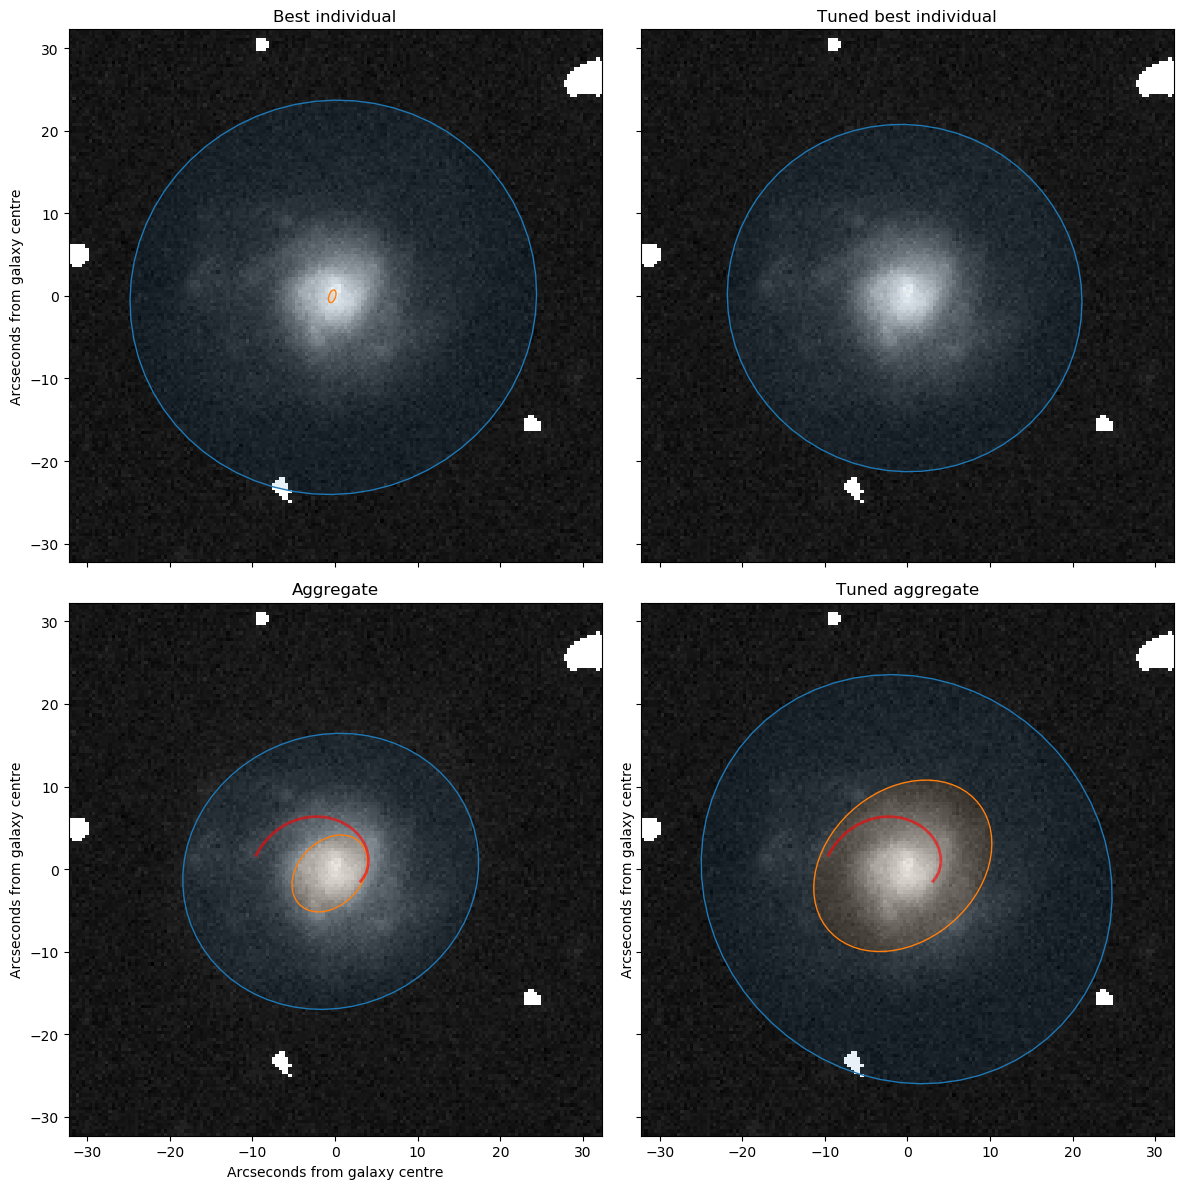 Best individual
Tuned best individual
30
20
10
0
−10
−20
−30
Arcseconds from galaxy centre
Aggregate
Tuned aggregate
30
20
10
0
−10
−20
−30
Arcseconds from galaxy centre
Arcseconds from galaxy centre
−30 −20 −10 0 10 20 30
−30 −20 −10 0 10 20 30
Arcseconds from galaxy centre